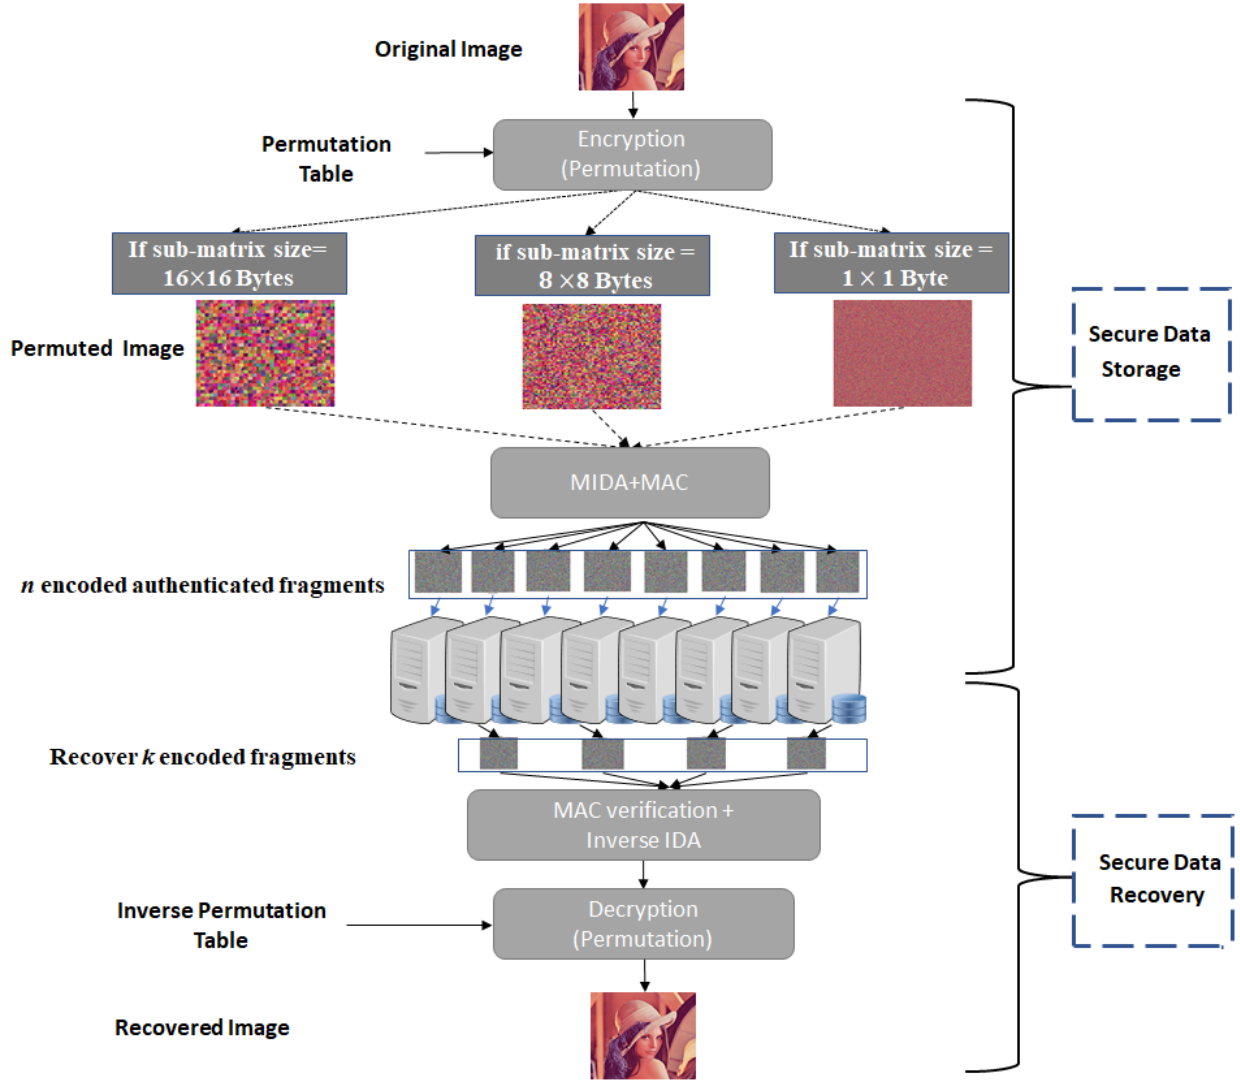 Original Image
Encryption
(Permutation)
Permutation
Table
If sub-matrix size=
16×16 Bytes
if sub-matrix size =
8 ×8 Bytes
If sub-matrix size =
1 × 1 Byte
Permuted Image
Secure Data
Storage
MIDA+MAC
n encoded authenticated fragments
Recover k encoded fragments
MAC verification +
Inverse IDA
Secure Data
Recovery
Inverse Permutation
Table
Decryption
(Permutation)
Recovered Image